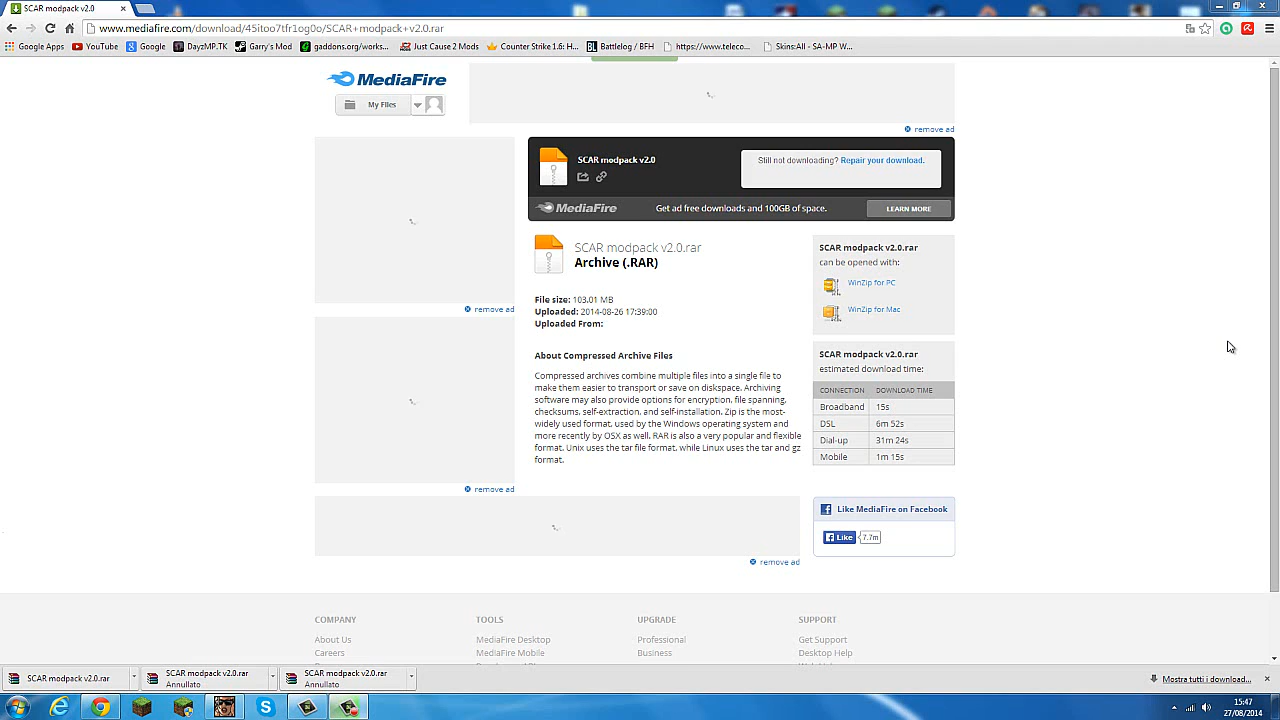 SCAR modpack v2.0
www.mediafire.com/download/45itoo7tfr1og0o/SCAR+modpack+v2.0.rar
Google Apps YouTube Google DayzMP.TK Garry's Mod gaddons.org/works... Just Cause 2 Mods Counter Strike 1.6: H... Battlelog / BFH https://www.teleco... Skins:All - SA-MP W...
MediaFire
My Files
remove ad
SCAR modpack v2.0
Still not downloading? Repair your download.
MediaFire Get ad free downloads and 100GB of space. LEARN MORE
SCAR modpack v2.0.rar
Archive (.RAR)
File size: 103.01 MB
Uploaded: 2014-08-26 17:39:00
Uploaded From:
About Compressed Archive Files
Compressed archives combine multiple files into a single file to
make them easier to transport or save on diskspace. Archiving
software may also provide options for encryption, file spanning,
checksums, self-extraction, and self-installation. Zip is the most-
widely used format, used by the Windows operating system and
more recently by OSX as well. RAR is also a very popular and flexible
format. Unix uses the tar file format, while Linux uses the tar and gz
format.
SCAR modpack v2.0.rar
can be opened with:
WinZip for PC
WinZip for Mac
SCAR modpack v2.0.rar
estimated download time:
CONNECTION DOWNLOAD TIME
Broadband 15s
DSL 6m 52s
Dial-up 31m 24s
Mobile 1m 15s
remove ad
remove ad
remove ad
Like MediaFire on Facebook
Like 7.7m
COMPANY TOOLS UPGRADE SUPPORT
About Us MediaFire Desktop Professional Get Support
Careers MediaFire Mobile Business Desktop Help
SCAR modpack v2.0.rar
SCAR modpack v2.0.rar
Annullato
SCAR modpack v2.0.rar
Annullato
Mostra tutti i download...
15:47
27/08/2014